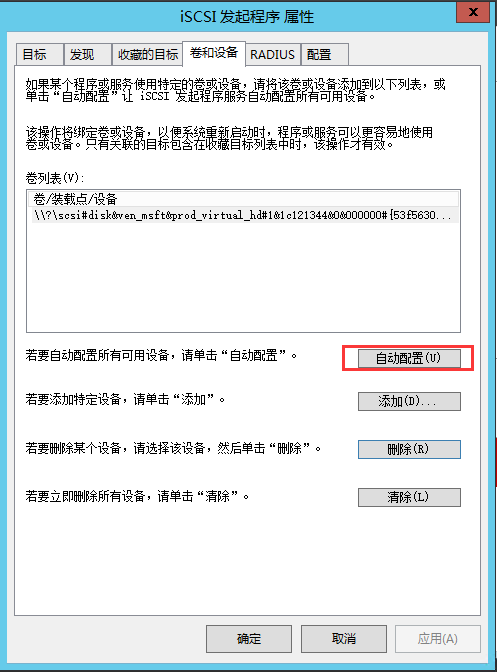 iSCSI 发起程序 属性
x
目标 发现 收藏的目标 卷和设备 RADIUS 配置
如果某个程序或服务使用特定的卷或设备，请将该卷或设备添加到以下列表，或
单击“自动配置”让 iSCSI 发起程序服务自动配置所有可用设备。
该操作将绑定卷或设备，以便系统重新启动时，程序或服务可以更容易地使用
卷或设备。只有关联的目标包含在收藏目标列表中时，该操作才有效。
卷列表(V):
卷/装载点/设备
\\?\scsi#disk&ven_msft&prod_virtual_hd#1&1c121344&0&000000#{53f5630...
若要自动配置所有可用设备，请单击“自动配置”。 自动配置(U)
若要添加特定设备，请单击“添加”。 添加(D)...
若要删除某个设备，请选择该设备，然后单击“删除”。 删除(R)
若要立即删除所有设备，请单击“清除”。 清除(L)
确定 取消 应用(A)